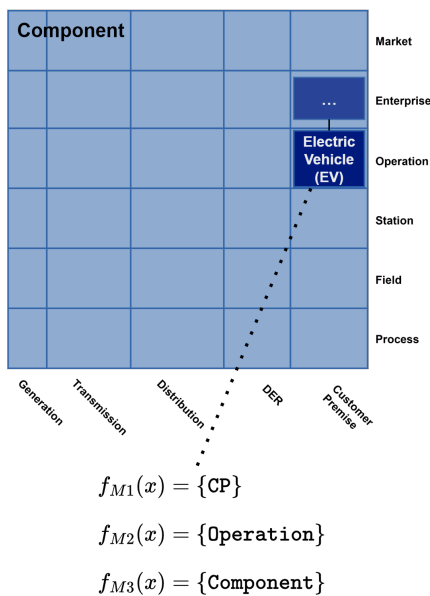 Component
Market
...
Enterprise
Electric
Vehicle
(EV)
Operation
Station
Field
Process
Generation
Transmission
Distribution
DER
Customer
Premise
f_{M1}(x) = {CP}
f_{M2}(x) = {Operation}
f_{M3}(x) = {Component}